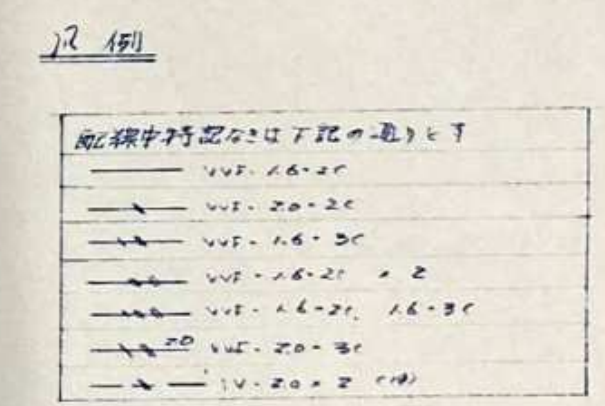 凡例
配線中特記なきは下記の通りとす
VVF-1.6-2C
VVF-2.0-2C
VVF-1.6-3C
VVF-1.6-2C × 2
VVF-1.6-2C, 1.6-3C
2.0 VVF-2.0-3C
IV-2.0×2